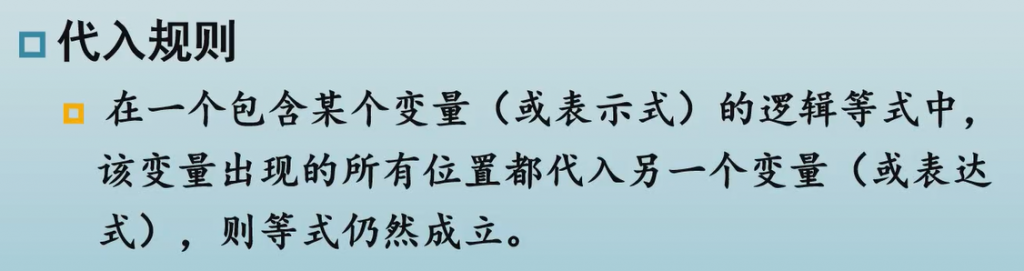 代入规则
在一个包含某个变量（或表示式）的逻辑等式中，
该变量出现的所有位置都代入另一个变量（或表达
式），则等式仍然成立。